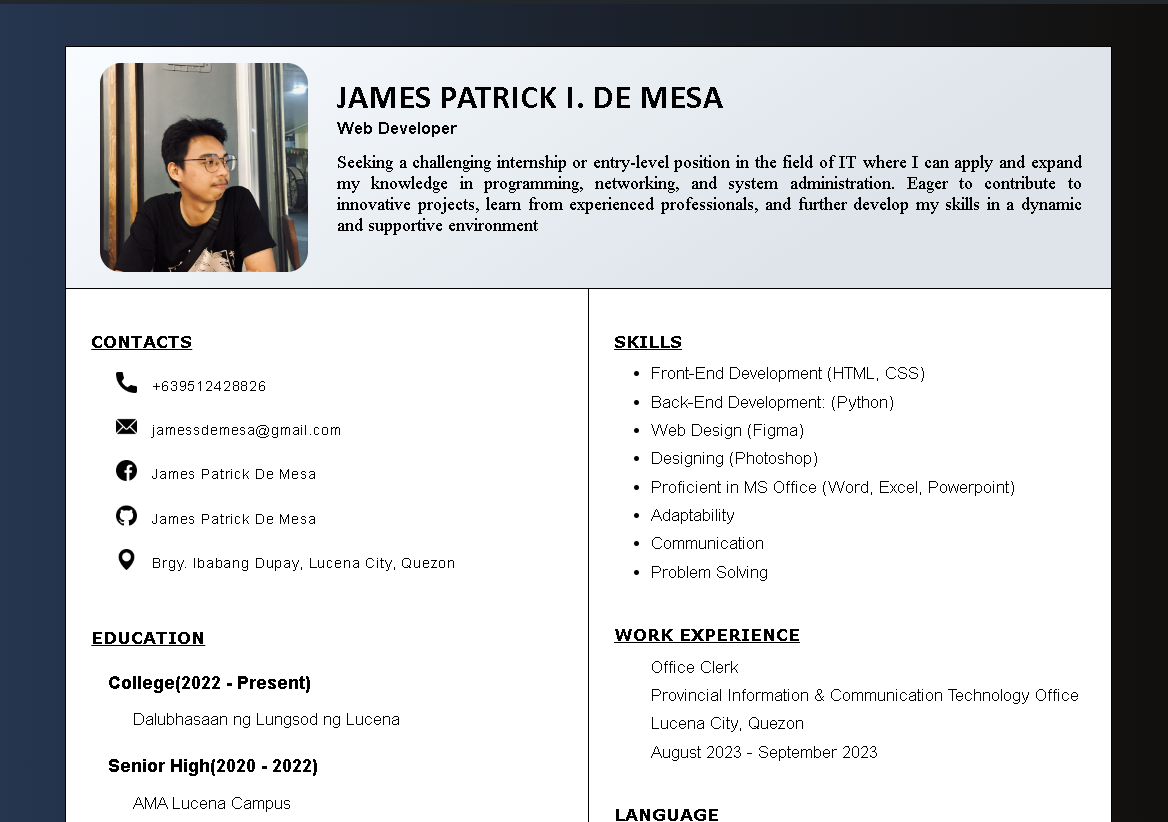 JAMES PATRICK I. DE MESA
Web Developer
Seeking a challenging internship or entry-level position in the field of IT where I can apply and expand
my knowledge in programming, networking, and system administration. Eager to contribute to
innovative projects, learn from experienced professionals, and further develop my skills in a dynamic
and supportive environment
CONTACTS
+639512428826
jamessdemesa@gmail.com
James Patrick De Mesa
James Patrick De Mesa
Brgy. Ibabang Dupay, Lucena City, Quezon
EDUCATION
College(2022 - Present)
Dalubhasaan ng Lungsod ng Lucena
Senior High(2020 - 2022)
AMA Lucena Campus
SKILLS
• Front-End Development (HTML, CSS)
• Back-End Development: (Python)
• Web Design (Figma)
• Designing (Photoshop)
• Proficient in MS Office (Word, Excel, Powerpoint)
• Adaptability
• Communication
• Problem Solving
WORK EXPERIENCE
Office Clerk
Provincial Information & Communication Technology Office
Lucena City, Quezon
August 2023 - September 2023
LANGUAGE